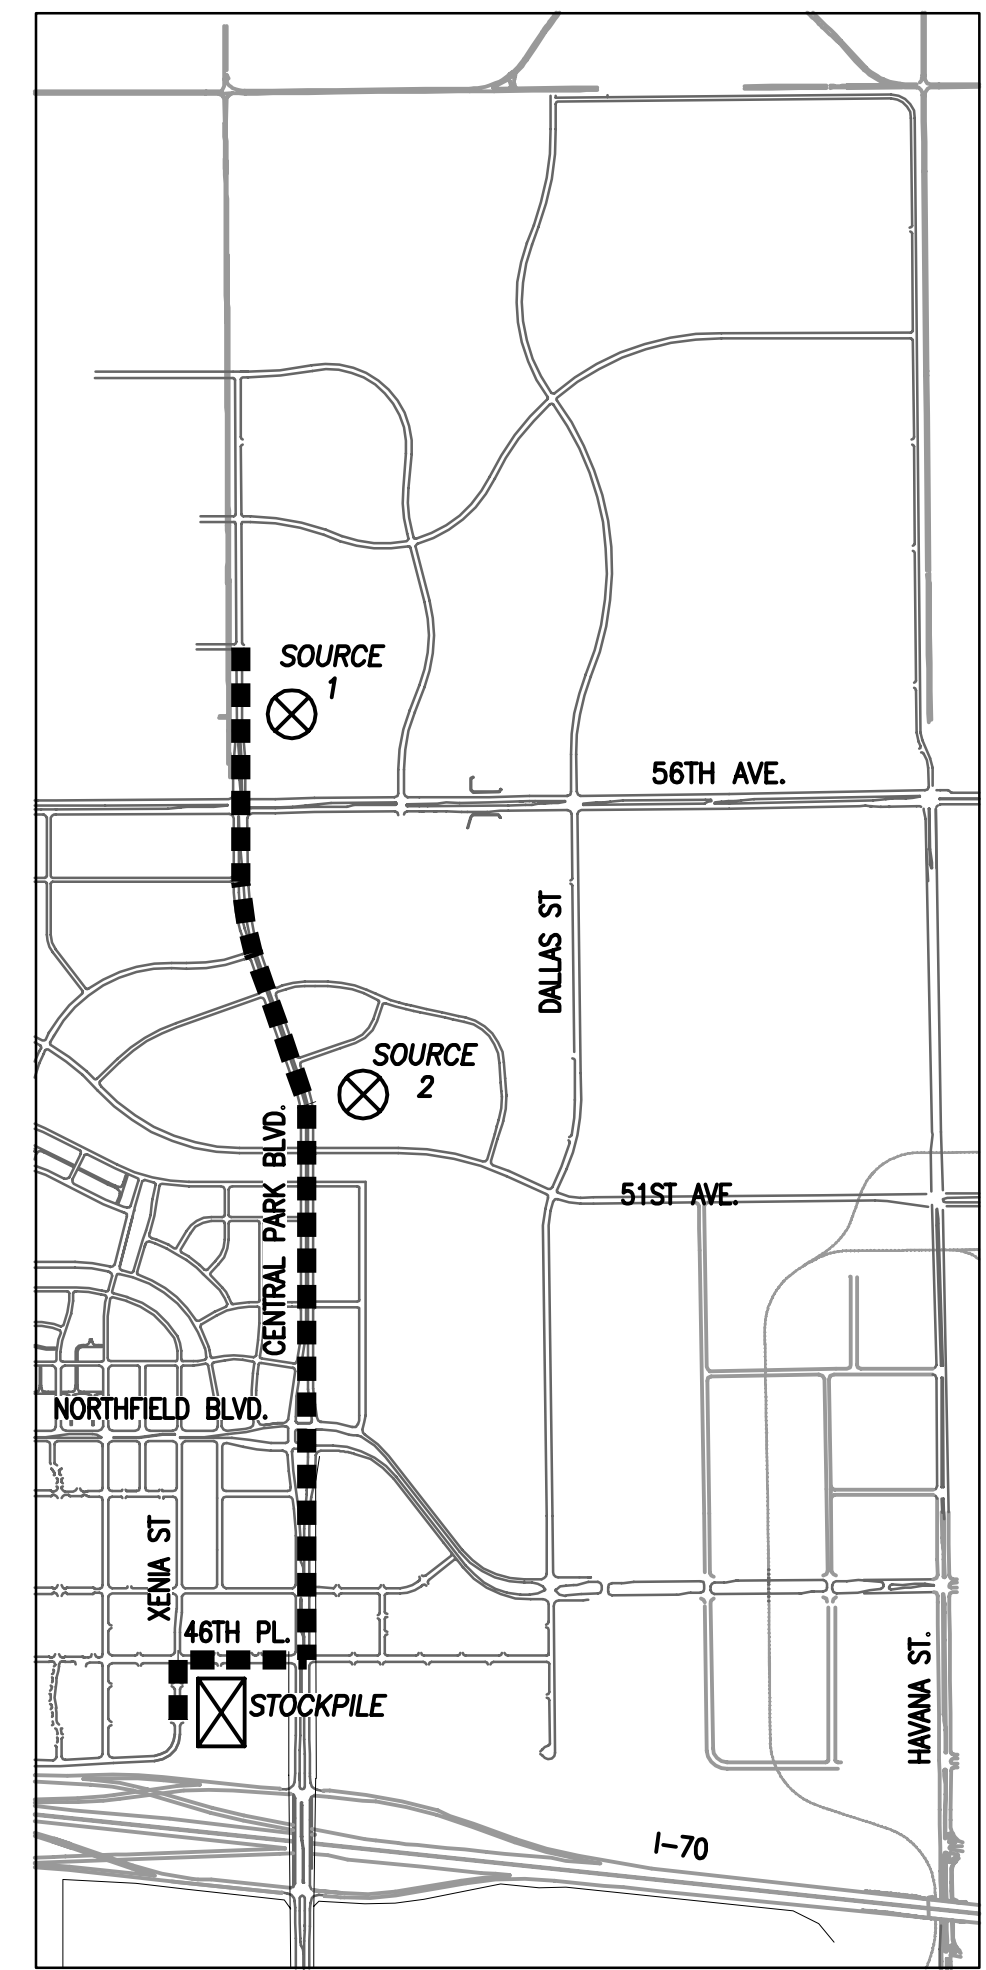 SOURCE
1
56TH AVE.
DALLAS ST
SOURCE
2
CENTRAL PARK BLVD.
51ST AVE.
NORTHFIELD BLVD.
XENIA ST
46TH PL.
HAVANA ST.
STOCKPILE
I-70